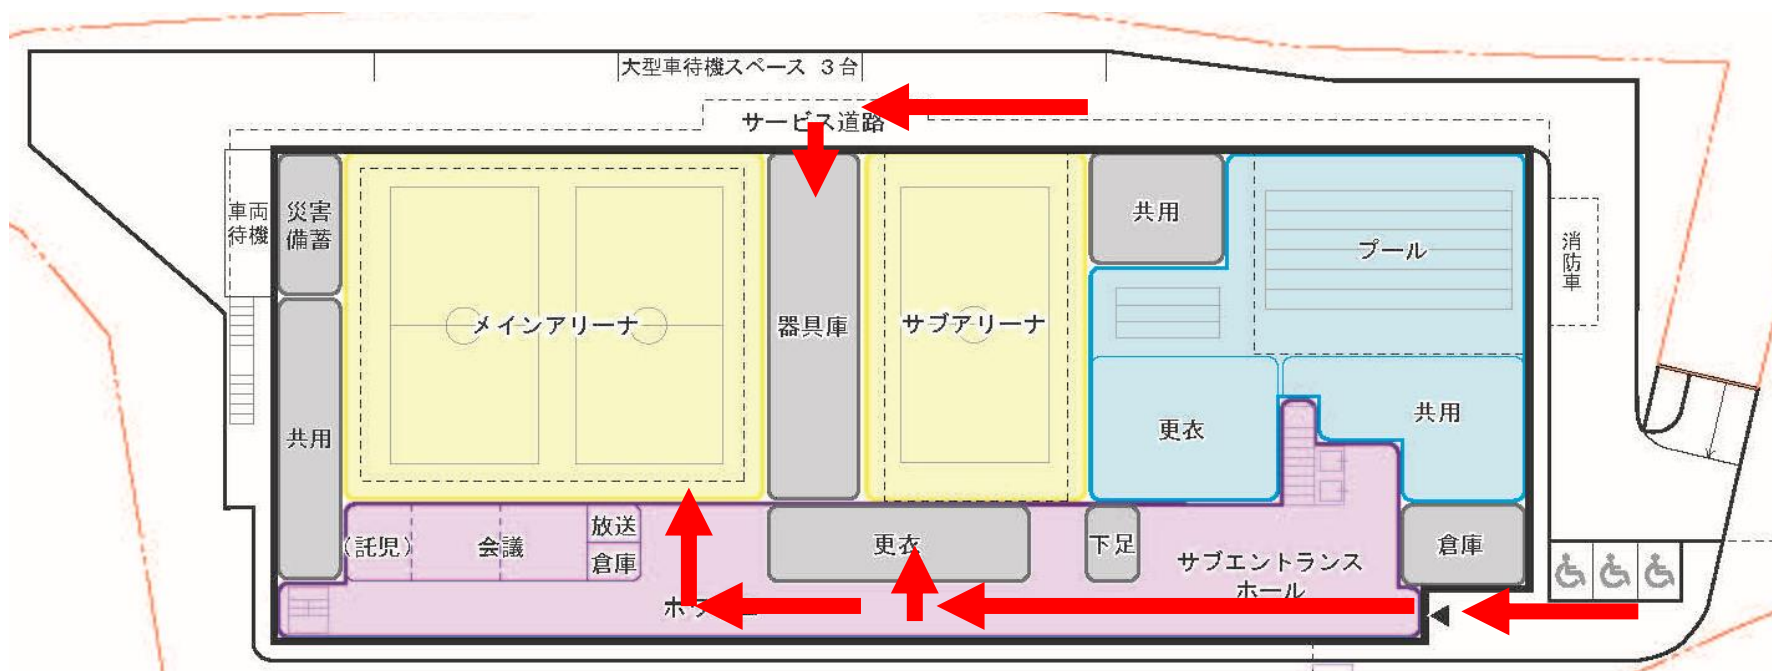 大型車待機スペース 3台
サービス道路
車両
待機
災害
備蓄
共用
プール
消防車
メインアリーナ
器具庫
サブアリーナ
共用
更衣
共用
(託児)
会議
放送
倉庫
更衣
下足
サブエントランス
ホール
倉庫